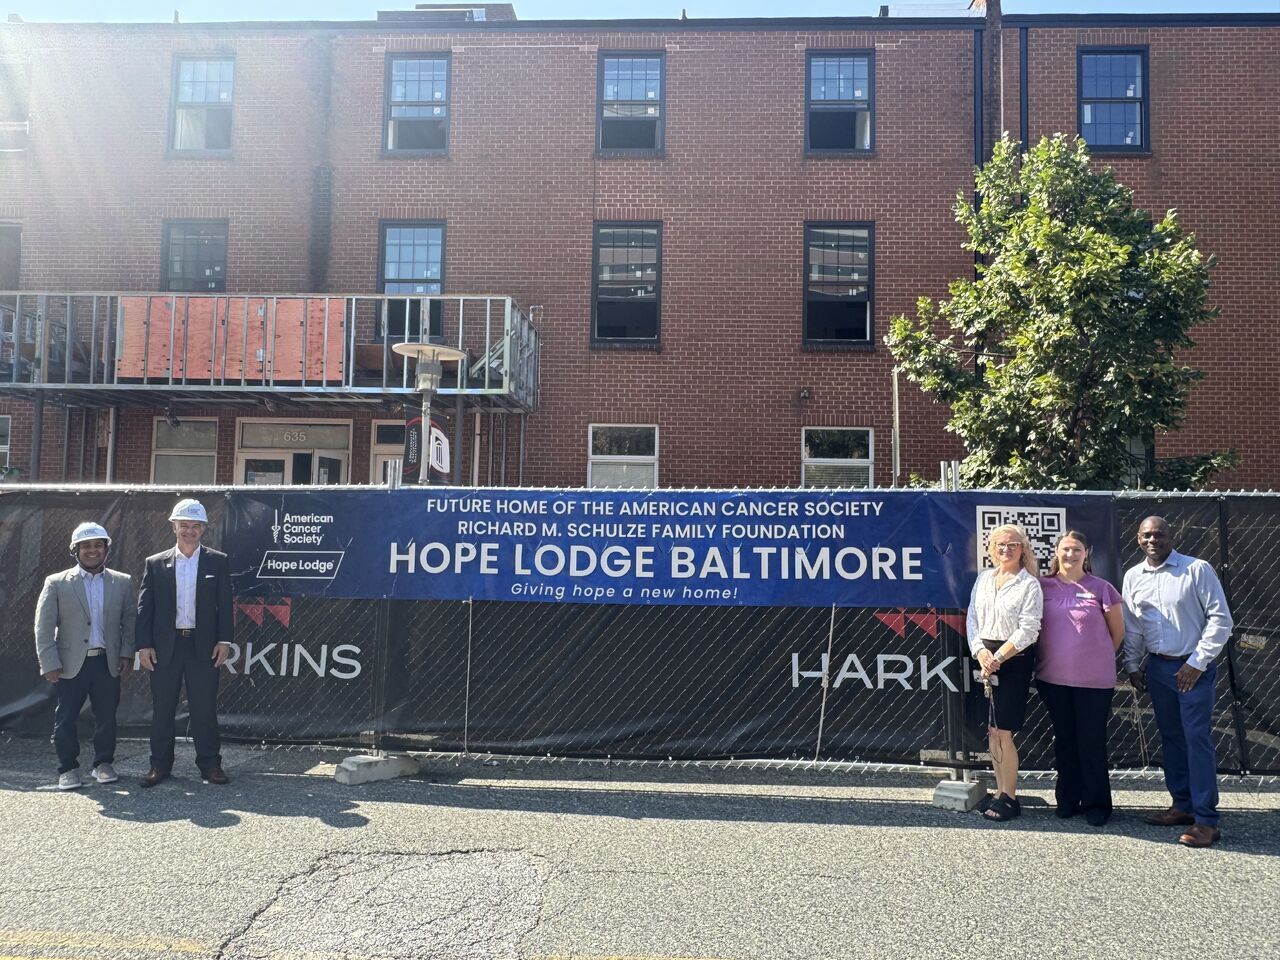 635
FUTURE HOME OF THE AMERICAN CANCER SOCIETY
RICHARD M. SCHULZE FAMILY FOUNDATION
HOPE LODGE BALTIMORE
Giving hope a new home!
American
Cancer
Society
Hope Lodge
RKINS
HARK